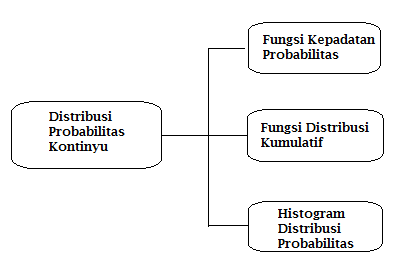 Distribusi
Probabilitas
Kontinyu
Fungsi Kepadatan
Probabilitas
Fungsi Distribusi
Kumulatif
Histogram
Distribusi
Probabilitas